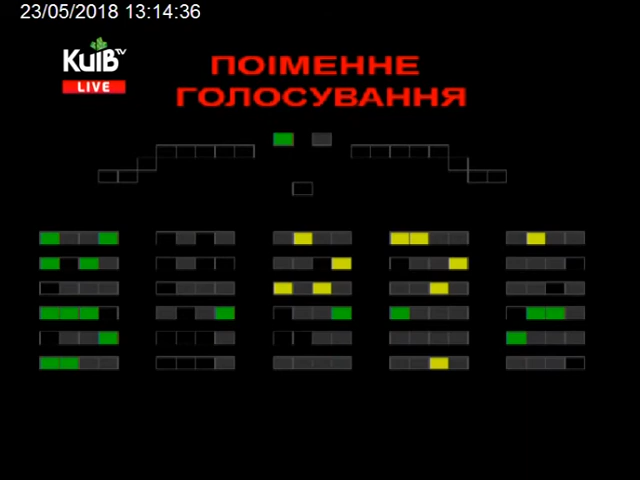 23/05/2018 13:14:36
КиїВ TV
LIVE
ПОІМЕННЕ
ГОЛОСУВАННЯ